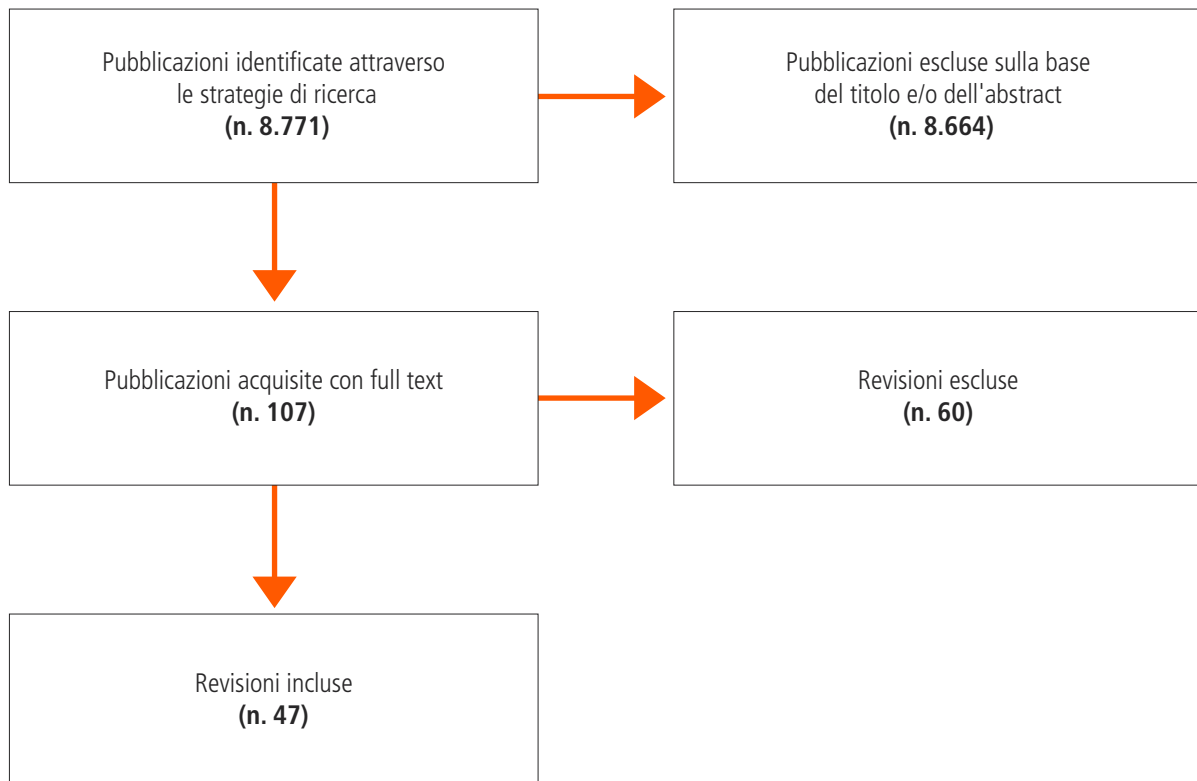 Pubblicazioni identificate attraverso
le strategie di ricerca
(n. 8.771)
Pubblicazioni escluse sulla base
del titolo e/o dell'abstract
(n. 8.664)
Pubblicazioni acquisite con full text
(n. 107)
Revisioni escluse
(n. 60)
Revisioni incluse
(n. 47)